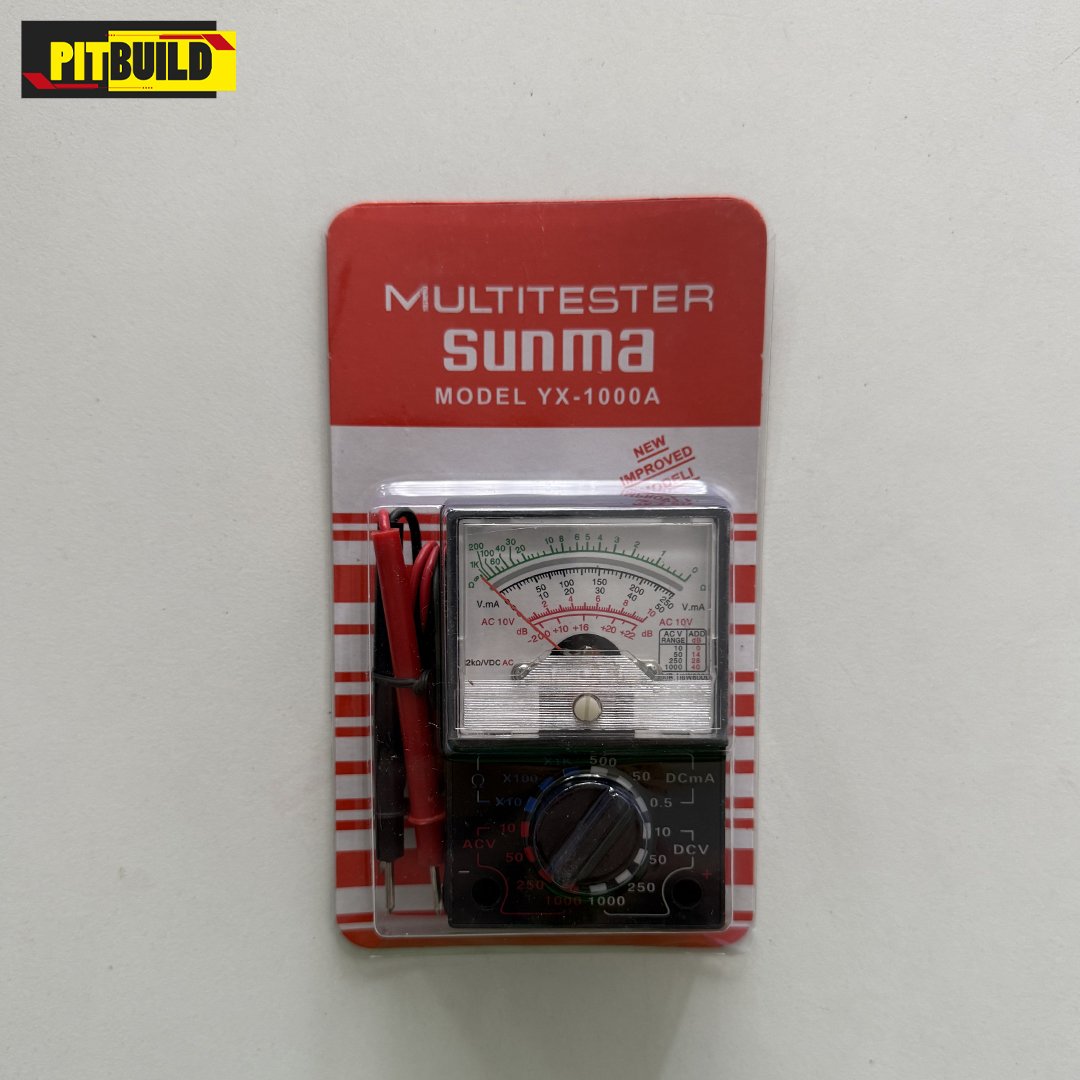 PITBUILD
MULTITESTER
sunma
MODEL YX-1000A
NEW
IMPROVED
200 30 10 8 6 5 4 3 2 1 0
100 40 20
1K 60
Ω ∞ Ω
50 100 150 200 250
10 20 30 40 50
V.mA V.mA
2 4 6 8 10
AC 10V AC 10V
dB -20 0 +10 +16 +20 +22 dB
AC V ADD
RANGE dB
10 0
50 14
250 28
1000 40
2kΩ/VDC AC
X1K 500
Ω X100 50 DCmA
X10 0.5
10 10
ACV DCV
50 50
- 250 250 +
1000 1000